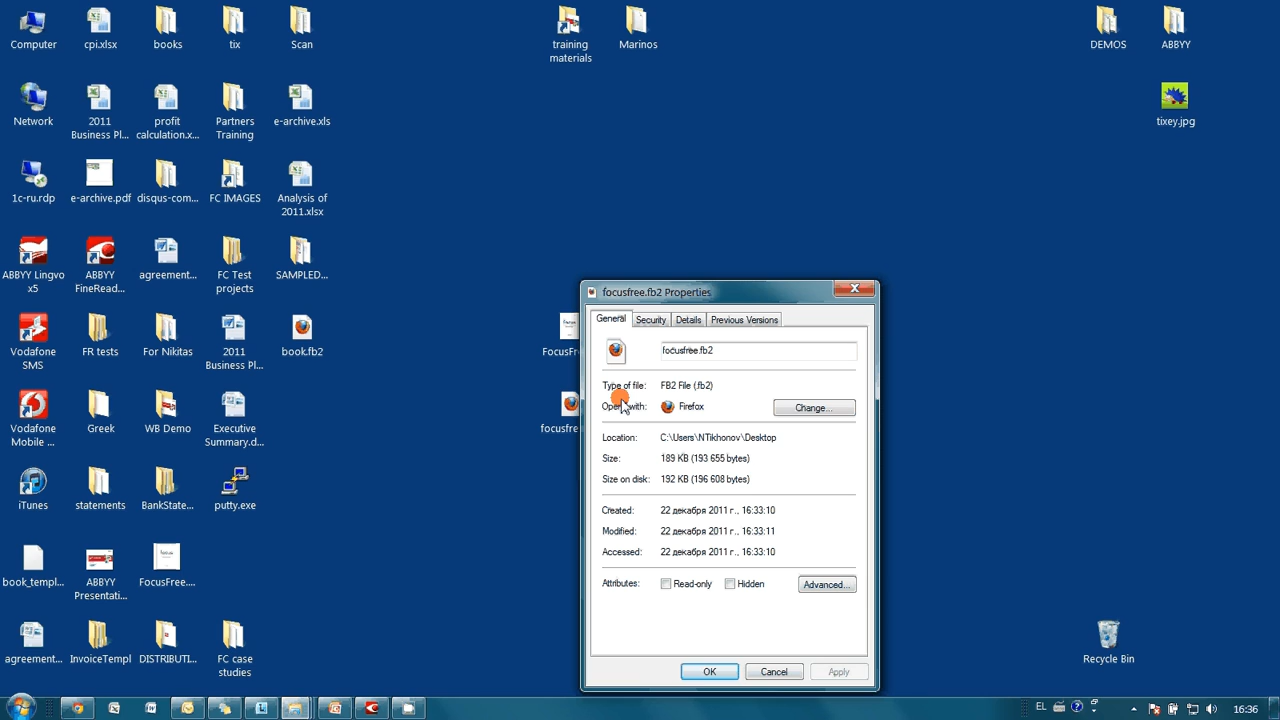 Computer
cpi.xlsx
books
tix
Scan
training
materials
Marinos
DEMOS
ABBYY
Network
2011
Business Pl...
profit
calculation.x...
Partners
Training
e-archive.xls
tixey.jpg
1c-ru.rdp
e-archive.pdf
disqus-com...
FC IMAGES
Analysis of
2011.xlsx
ABBYY Lingvo
x5
ABBYY
FineRead...
agreement...
FC Test
projects
SAMPLED...
Vodafone
SMS
FR tests
For Nikitas
2011
Business Pl...
book.fb2
FocusF
Vodafone
Mobile ...
Greek
WB Demo
Executive
Summary.d...
focusfre
iTunes
statements
BankState...
putty.exe
book_templ...
ABBYY
Presentati...
FocusFree....
agreement...
InvoiceTempl
DISTRIBUTI...
FC case
studies
Recycle Bin
focusfree.fb2 Properties
General
Security
Details
Previous Versions
focusfree.fb2
Type of file:
FB2 File (.fb2)
Firefox
Change...
Location:
C:\Users\NTikhonov\Desktop
Size:
189 KB (193 655 bytes)
Size on disk:
192 KB (196 608 bytes)
Created:
22 декабря 2011 г., 16:33:10
Modified:
22 декабря 2011 г., 16:33:11
Accessed:
22 декабря 2011 г., 16:33:10
Attributes:
Read-only
Hidden
Advanced...
OK
Cancel
Apply
EL
16:36